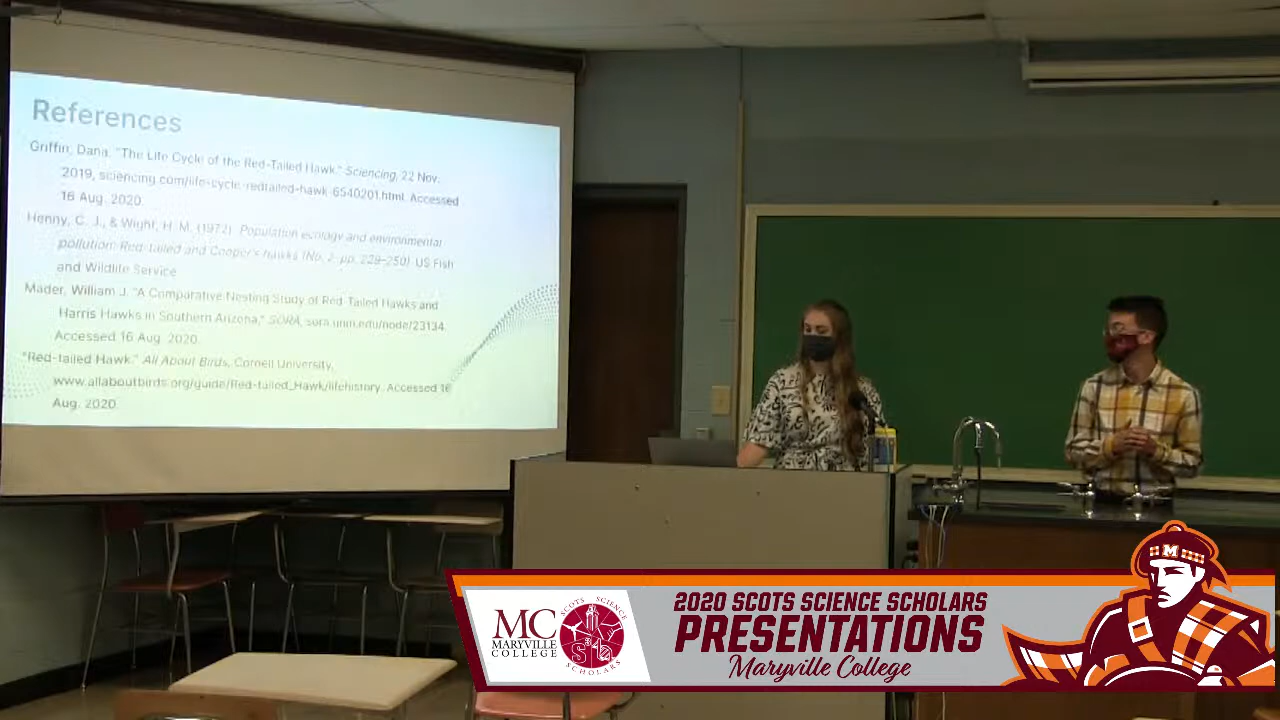 References
Griffin, Dana. "The Life Cycle of the Red-Tailed Hawk." Sciencing, 22 Nov.
2019, sciencing.com/life-cycle-redtailed-hawk-6540201.html. Accessed
16 Aug. 2020.
Henny, C. J., & Wight, H. M. (1972). Population ecology and environmental
pollution: Red-tailed and Cooper's hawks (No. 2, pp. 229-250). US Fish
and Wildlife Service
Mader, William J. "A Comparative Nesting Study of Red-Tailed Hawks and
Harris Hawks in Southern Arizona," SORA, sora.unm.edu/node/23134.
Accessed 16 Aug. 2020.
"Red-tailed Hawk." All About Birds, Cornell University,
www.allaboutbirds.org/guide/Red-tailed_Hawk/lifehistory. Accessed 16
Aug. 2020.
MC
MARYVILLE
COLLEGE
SCOTS SCIENCE
SCHOLARS
2020 SCOTS SCIENCE SCHOLARS
PRESENTATIONS
Maryville College
M